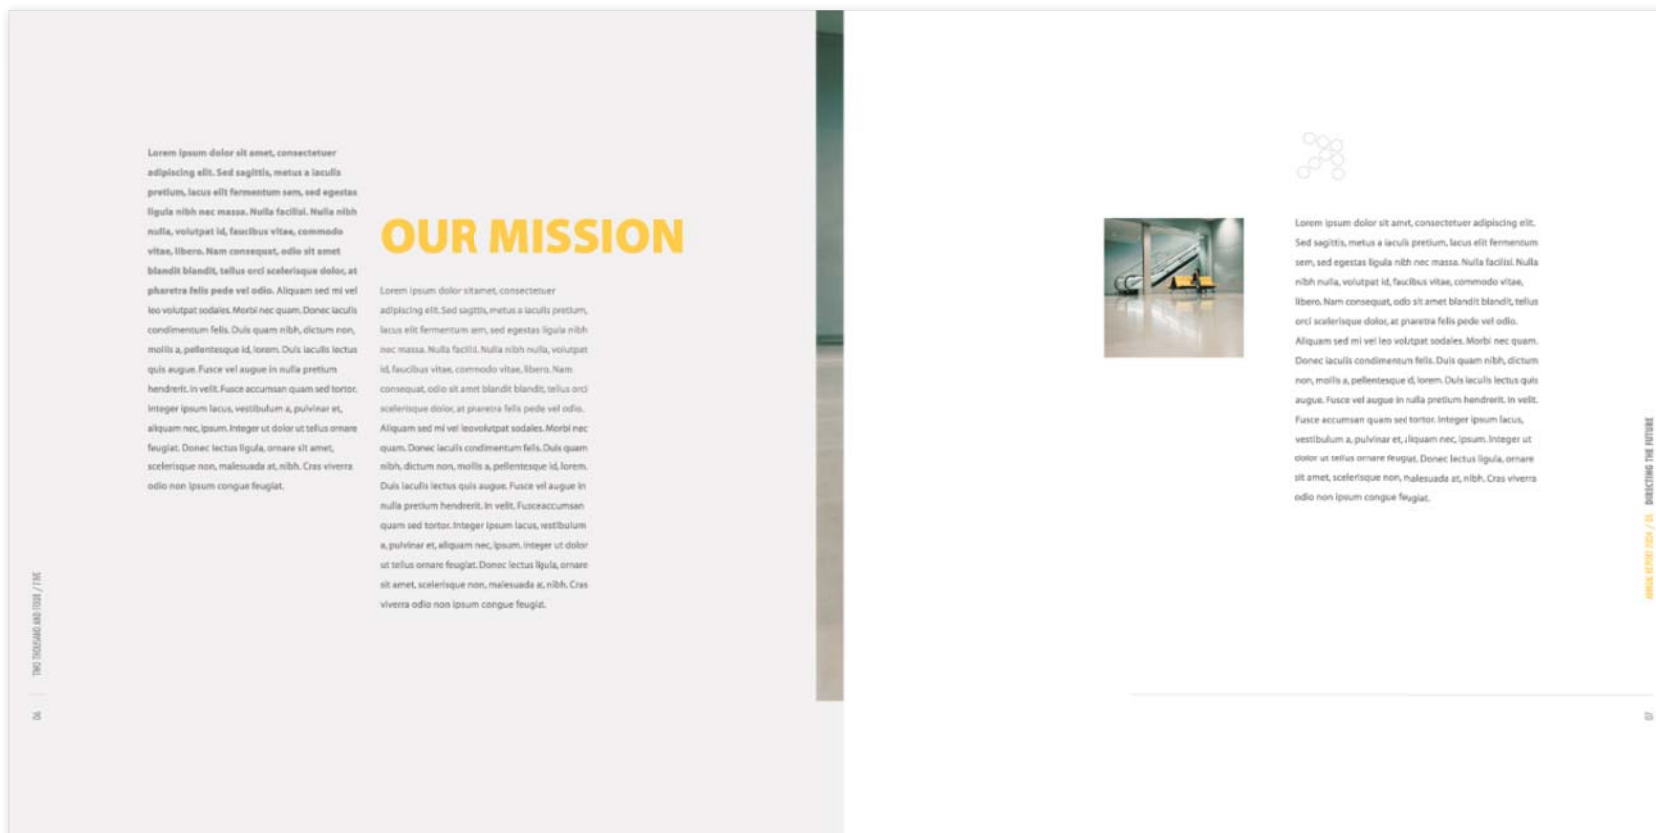 Lorem ipsum dolor sit amet, consectetuer
adipiscing elit. Sed sagittis, metus a iaculis
pretium, lacus elit fermentum sem, sed egestas
ligula nibh nec massa. Nulla facilisi. Nulla nibh
nulla, volutpat id, faucibus vitae, commodo
vitae, libero. Nam consequat, odio sit amet
blandit blandit, tellus orci scelerisque dolor, at
pharetra felis pede vel odio. Aliquam sed mi vel
leo volutpat sodales. Morbi nec quam. Donec iaculis
condimentum felis. Duis quam nibh, dictum non,
mollis a, pellentesque id, lorem. Duis iaculis lectus
quis augue. Fusce vel augue in nulla pretium
hendrerit. in velit. Fusce accumsan quam sed tortor.
Integer ipsum lacus, vestibulum a, pulvinar et,
aliquam nec, ipsum. Integer ut dolor ut tellus ornare
feugiat. Donec lectus ligula, ornare sit amet,
scelerisque non, malesuada at, nibh. Cras viverra
odio non ipsum congue feugiat.
OUR MISSION
Lorem ipsum dolor sitamet, consectetuer
adipiscing elit. Sed sagittis, metus a iaculis pretium,
lacus elit fermentum sem, sed egestas ligula nibh
nec massa. Nulla facilisi. Nulla nibh nulla, volutpat
id, faucibus vitae, commodo vitae, libero. Nam
consequat, odio sit amet blandit blandit, tellus orci
scelerisque dolor, at pharetra felis pede vel odio.
Aliquam sed mi vel leovolutpat sodales. Morbi nec
quam. Donec iaculis condimentum felis. Duis quam
nibh, dictum non, mollis a, pellentesque id, lorem.
Duis iaculis lectus quis augue. Fusce vel augue in
nulla pretium hendrerit. in velit. Fusceaccumsan
quam sed tortor. Integer ipsum lacus, vestibulum
a, pulvinar et, aliquam nec, ipsum. Integer ut dolor
ut tellus ornare feugiat. Donec lectus ligula, ornare
sit amet, scelerisque non, malesuada at, nibh. Cras
viverra odio non ipsum congue feugiat.
TWO THOUSAND AND FOUR / FIVE
06
Lorem ipsum dolor sit amet, consectetuer adipiscing elit.
Sed sagittis, metus a iaculis pretium, lacus elit fermentum
sem, sed egestas ligula nibh nec massa. Nulla facilisi. Nulla
nibh nulla, volutpat id, faucibus vitae, commodo vitae,
libero. Nam consequat, odio sit amet blandit blandit, tellus
orci scelerisque dolor, at pharetra felis pede vel odio.
Aliquam sed mi vel leo volutpat sodales. Morbi nec quam.
Donec iaculis condimentum felis. Duis quam nibh, dictum
non, mollis a, pellentesque id, lorem. Duis iaculis lectus quis
augue. Fusce vel augue in nulla pretium hendrerit. in velit.
Fusce accumsan quam sed tortor. Integer ipsum lacus,
vestibulum a, pulvinar et, aliquam nec, ipsum. Integer ut
dolor ut tellus ornare feugiat. Donec lectus ligula, ornare
sit amet, scelerisque non, malesuada at, nibh. Cras viverra
odio non ipsum congue feugiat.
ANNUAL REPORT 2004 / 05 DIRECTING THE FUTURE
07